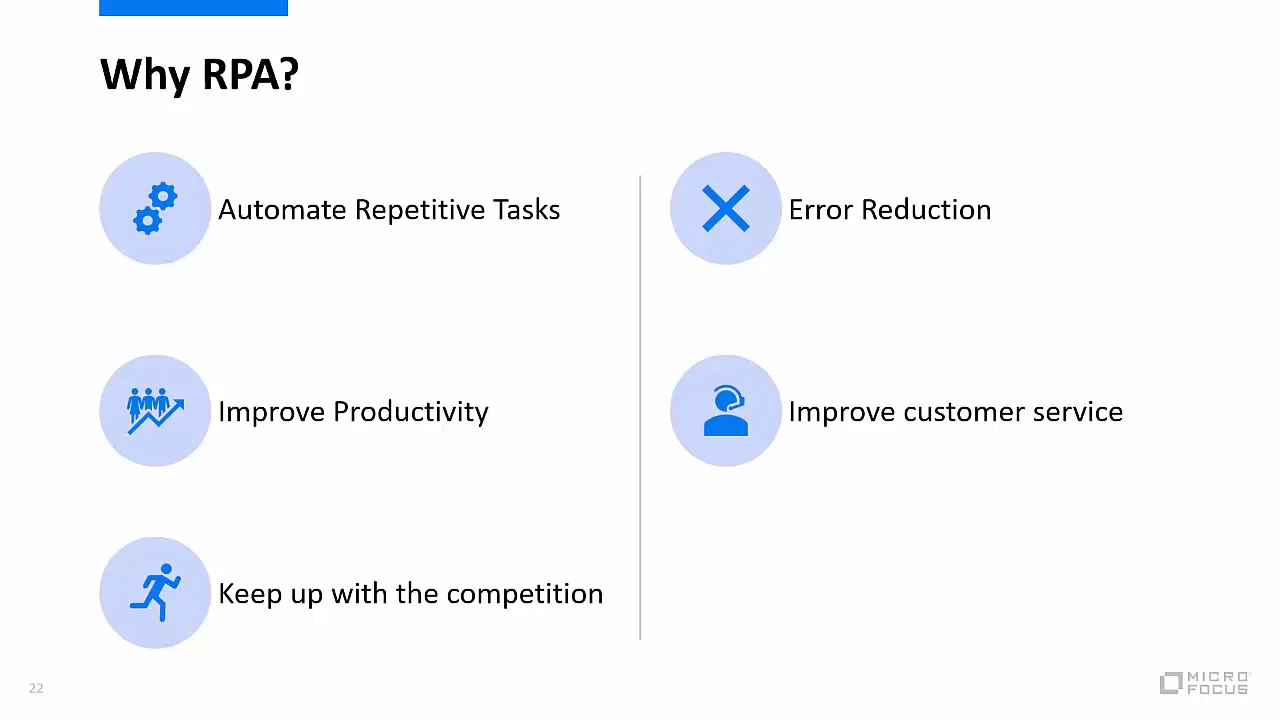 Why RPA?
Automate Repetitive Tasks
Error Reduction
Improve Productivity
Improve customer service
Keep up with the competition
22
MICRO
FOCUS